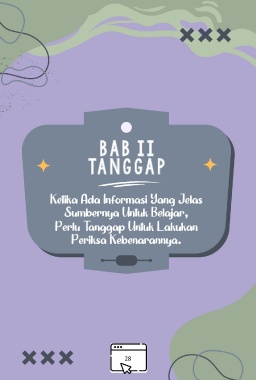 BAB II
TANGGAP
Ketika Ada Informasi Yang Jelas
Sumbernya Untuk Belajar,
Perlu Tanggap Untuk Lakukan
Periksa Kebenarannya.
28